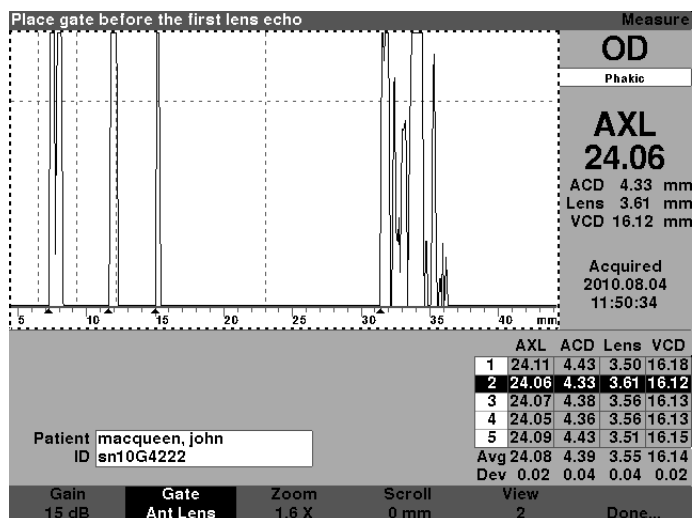 Place gate before the first lens echo Measure
OD
Phakic
AXL
24.06
ACD 4.33 mm
Lens 3.61 mm
VCD 16.12 mm
Acquired
2010.08.04
11:50:34
5 10 15 20 25 30 35 40 mm
AXL ACD Lens VCD
1 24.11 4.43 3.50 16.18
2 24.06 4.33 3.61 16.12
3 24.07 4.38 3.56 16.13
4 24.05 4.36 3.56 16.13
5 24.09 4.43 3.51 16.15
Avg 24.08 4.39 3.55 16.14
Dev 0.02 0.04 0.04 0.02
Patient macqueen, john
ID sn10G4222
Gain Gate Zoom Scroll View
15 dB Ant Lens 1.6 X 0 mm 2 Done...